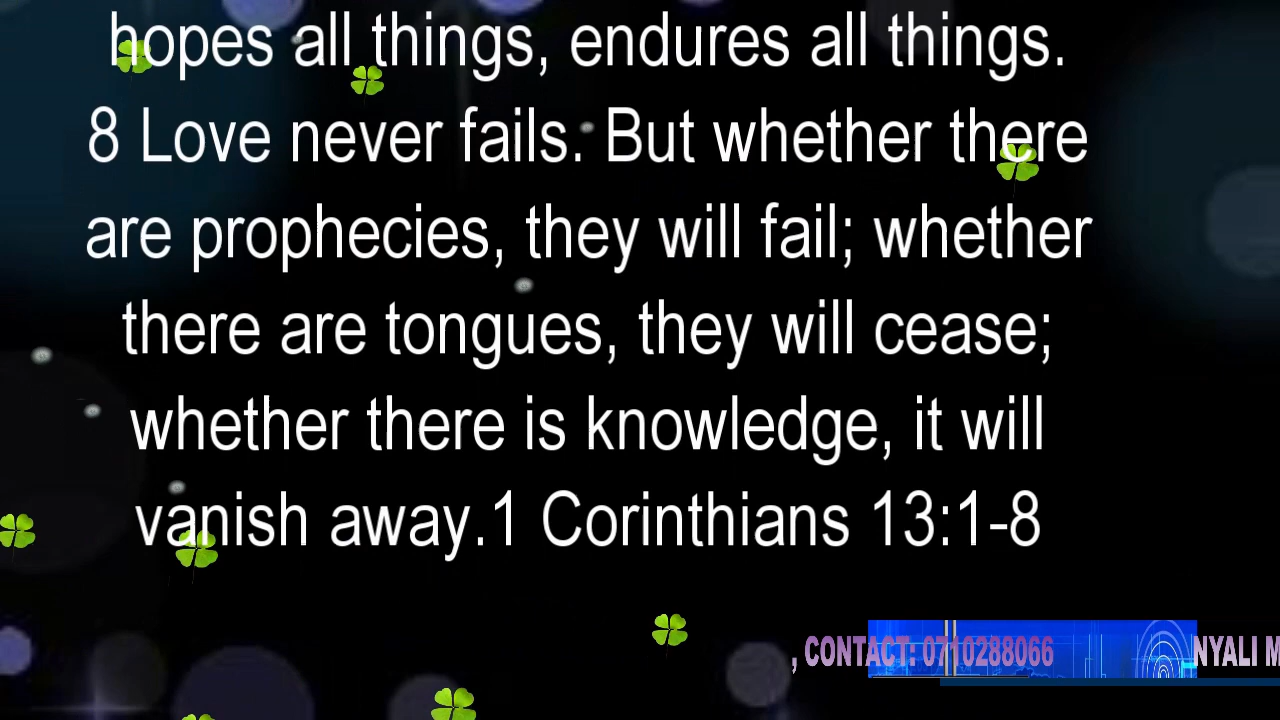 hopes all things, endures all things.
8 Love never fails. But whether there
are prophecies, they will fail; whether
there are tongues, they will cease;
whether there is knowledge, it will
vanish away.1 Corinthians 13:1-8
, CONTACT: 0710288066 NYALI M